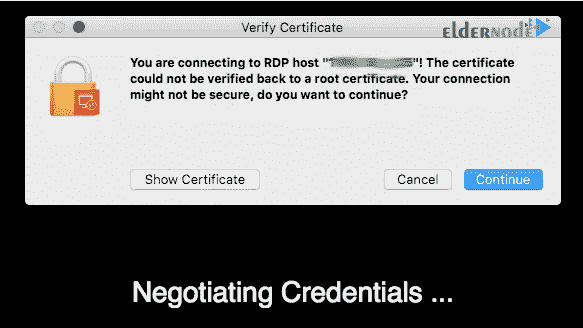 Verify Certificate
ELDERNODE
You are connecting to RDP host " "! The certificate
could not be verified back to a root certificate. Your connection
might not be secure, do you want to continue?
Show Certificate
Cancel
Continue
Negotiating Credentials ...